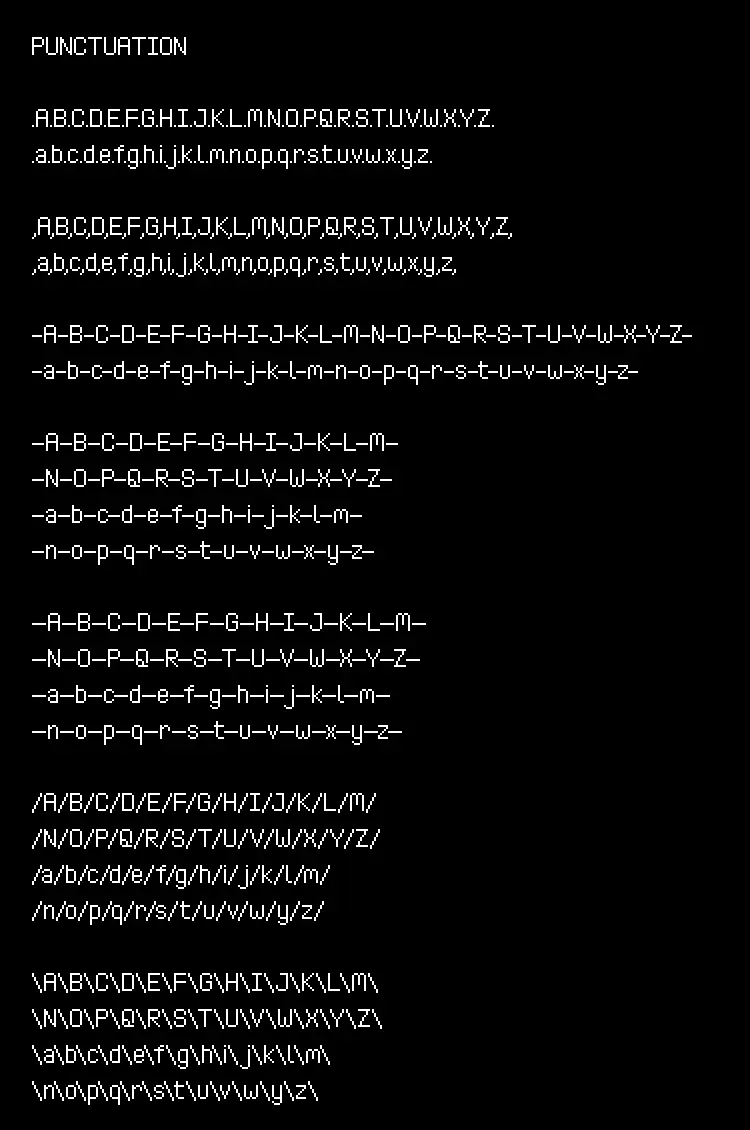 PUNCTUATION
.A.B.C.D.E.F.G.H.I.J.K.L.M.N.O.P.Q.R.S.T.U.V.W.X.Y.Z.
.a.b.c.d.e.f.g.h.i.j.k.l.m.n.o.p.q.r.s.t.u.v.w.x.y.z.
,A,B,C,D,E,F,G,H,I,J,K,L,M,N,O,P,Q,R,S,T,U,V,W,X,Y,Z,
,a,b,c,d,e,f,g,h,i,j,k,l,m,n,o,p,q,r,s,t,u,v,w,x,y,z,
-A-B-C-D-E-F-G-H-I-J-K-L-M-N-O-P-Q-R-S-T-U-V-W-X-Y-Z-
-a-b-c-d-e-f-g-h-i-j-k-l-m-n-o-p-q-r-s-t-u-v-w-x-y-z-
–A–B–C–D–E–F–G–H–I–J–K–L–M–
–N–O–P–Q–R–S–T–U–V–W–X–Y–Z–
–a–b–c–d–e–f–g–h–i–j–k–l–m–
–n–o–p–q–r–s–t–u–v–w–x–y–z–
—A—B—C—D—E—F—G—H—I—J—K—L—M—
—N—O—P—Q—R—S—T—U—V—W—X—Y—Z—
—a—b—c—d—e—f—g—h—i—j—k—l—m—
—n—o—p—q—r—s—t—u—v—w—x—y—z—
/A/B/C/D/E/F/G/H/I/J/K/L/M/
/N/O/P/Q/R/S/T/U/V/W/X/Y/Z/
/a/b/c/d/e/f/g/h/i/j/k/l/m/
/n/o/p/q/r/s/t/u/v/w/y/z/
\A\B\C\D\E\F\G\H\I\J\K\L\M\
\N\O\P\Q\R\S\T\U\V\W\X\Y\Z\
\a\b\c\d\e\f\g\h\i\j\k\l\m\
\n\o\p\q\r\s\t\u\v\w\y\z\